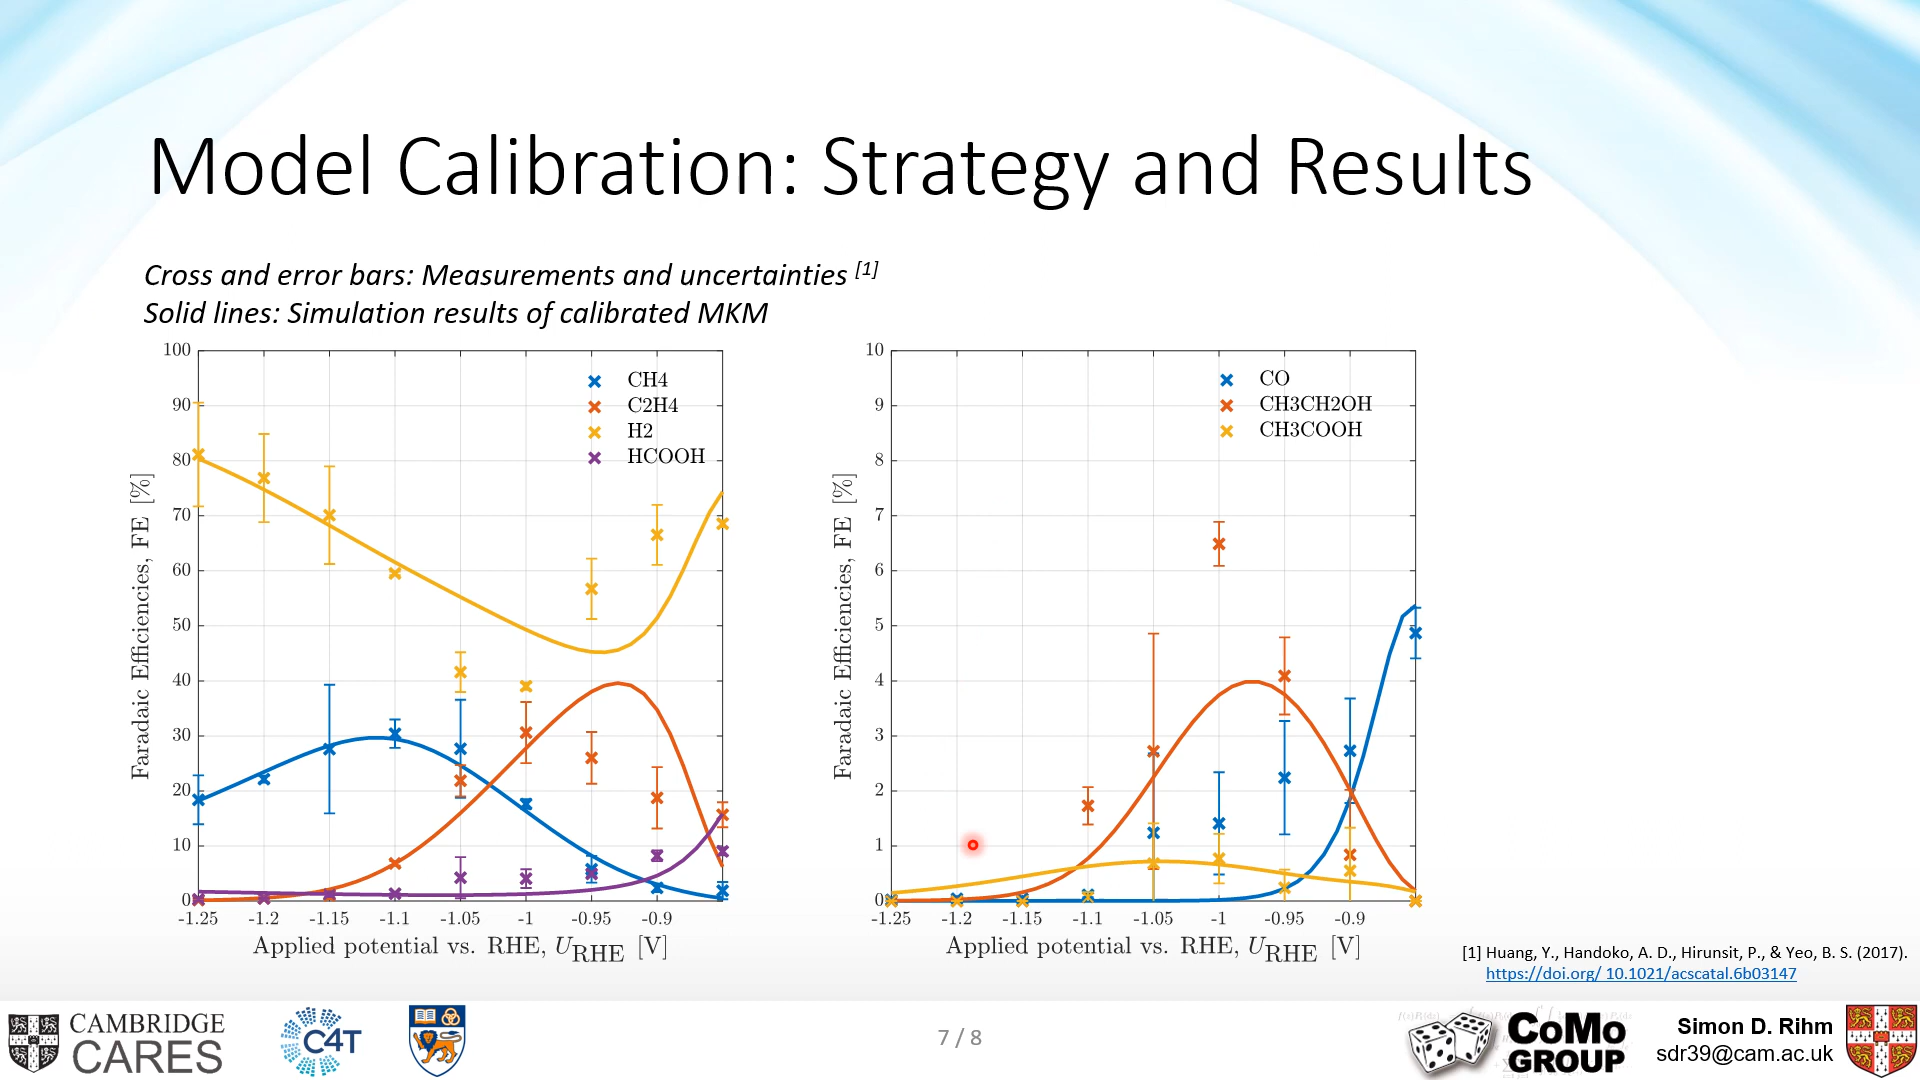 Model Calibration: Strategy and Results
Cross and error bars: Measurements and uncertainties [1]
Solid lines: Simulation results of calibrated MKM
100
90
80
70
60
50
40
30
20
10
0
Faradaic Efficiencies, FE [%]
CH4
C2H4
H2
HCOOH
-1.25 -1.2 -1.15 -1.1 -1.05 -1 -0.95 -0.9
Applied potential vs. RHE, URHE [V]
10
9
8
7
6
5
4
3
2
1
0
Faradaic Efficiencies, FE [%]
CO
CH3CH2OH
CH3COOH
-1.25 -1.2 -1.15 -1.1 -1.05 -1 -0.95 -0.9
Applied potential vs. RHE, URHE [V]
[1] Huang, Y., Handoko, A. D., Hirunsit, P., & Yeo, B. S. (2017).
https://doi.org/ 10.1021/acscatal.6b03147
CAMBRIDGE
CARES
C4T
7 / 8
CoMo
GROUP
Simon D. Rihm
sdr39@cam.ac.uk